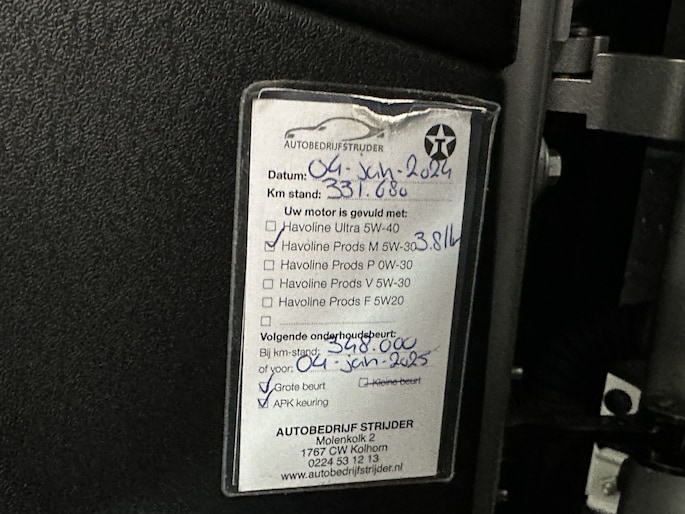 AUTOBEDRIJF STRIJDER
T
Datum: 04-jan-2024
Km stand: 331.680
Uw motor is gevuld met:
Havoline Ultra 5W-40
Havoline Prods M 5W-30 3.8 ltr
Havoline Prods P 0W-30
Havoline Prods V 5W-30
Havoline Prods F 5W20
Volgende onderhoudsbeurt:
Bij km-stand: 348.000
of voor: 04-jan-2025
Grote beurt Kleine beurt
APK keuring
AUTOBEDRIJF STRIJDER
Molenkolk 2
1767 CW Kolhorn
0224 53 12 13
www.autobedrijfstrijder.nl